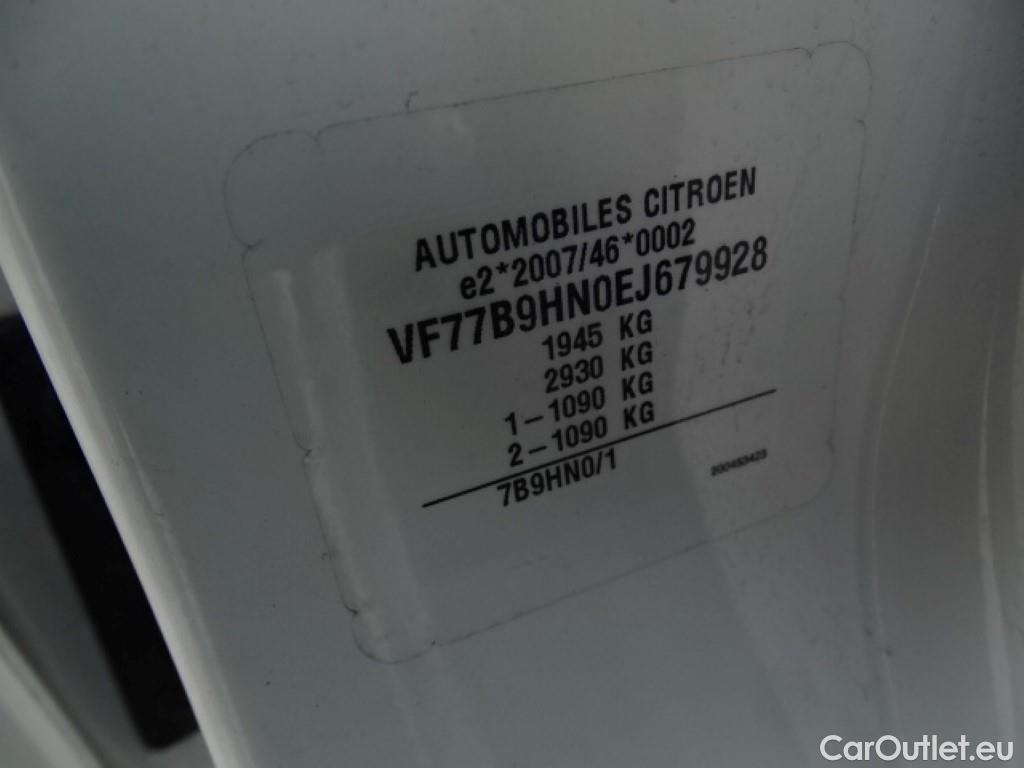 AUTOMOBILES CITROEN
e2*2007/46*0002
VF77B9HN0EJ679928
1945 KG
2930 KG
1-1090 KG
2-1090 KG
7B9HN0/1
200453423
CarOutlet.eu